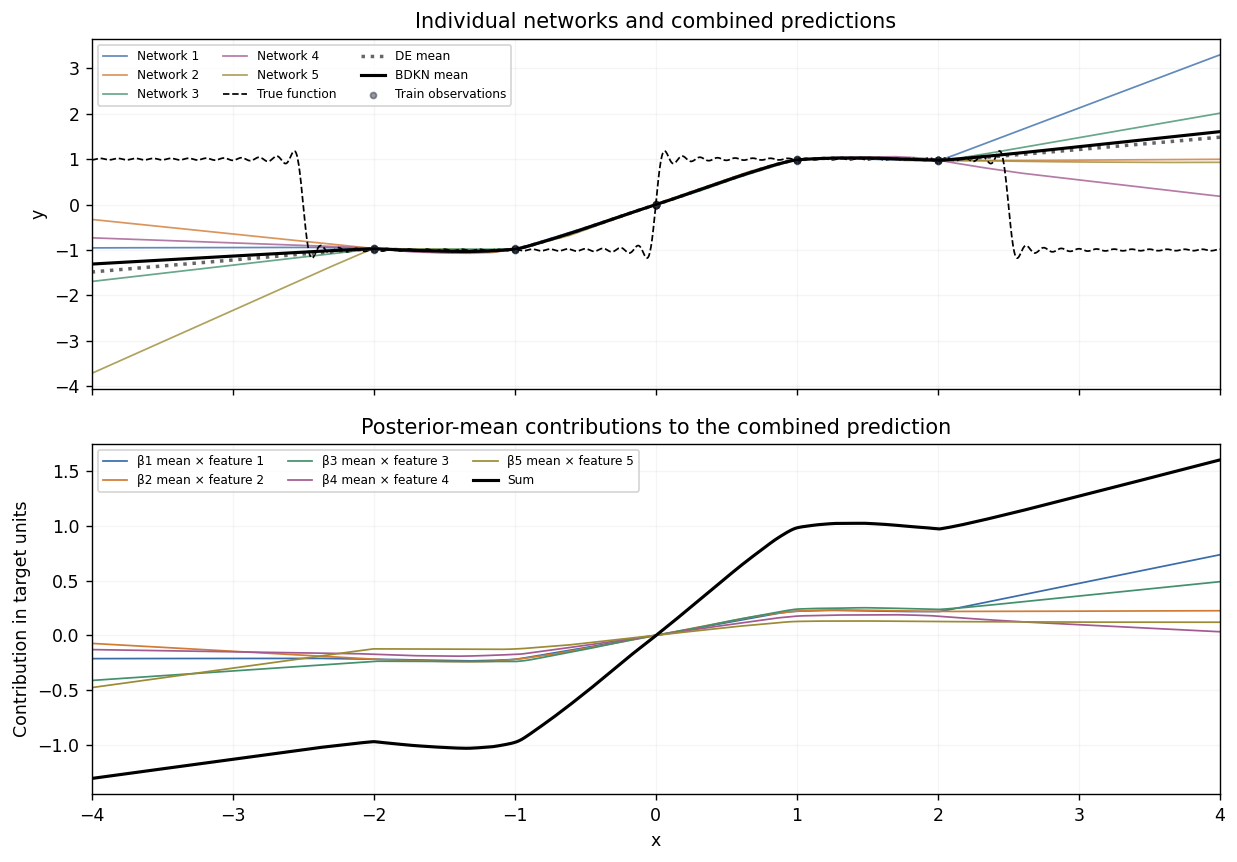 Individual networks and combined predictions
Network 1 Network 4 DE mean
Network 2 Network 5 BDKN mean
Network 3 True function Train observations
3
2
1
0
−1
−2
−3
−4
y
Posterior-mean contributions to the combined prediction
β1 mean × feature 1 β3 mean × feature 3 β5 mean × feature 5
β2 mean × feature 2 β4 mean × feature 4 Sum
1.5
1.0
0.5
0.0
−0.5
−1.0
Contribution in target units
−4 −3 −2 −1 0 1 2 3 4
x